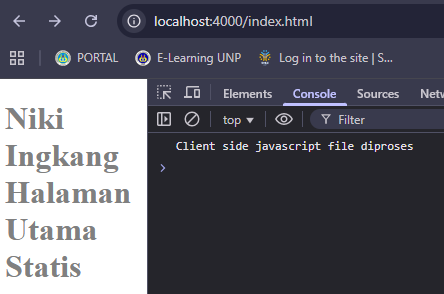 localhost:4000/index.html
PORTAL E-Learning UNP Log in to the site | S...
Elements Console Sources Netw
top Filter
Client side javascript file diproses
Niki
Ingkang
Halaman
Utama
Statis